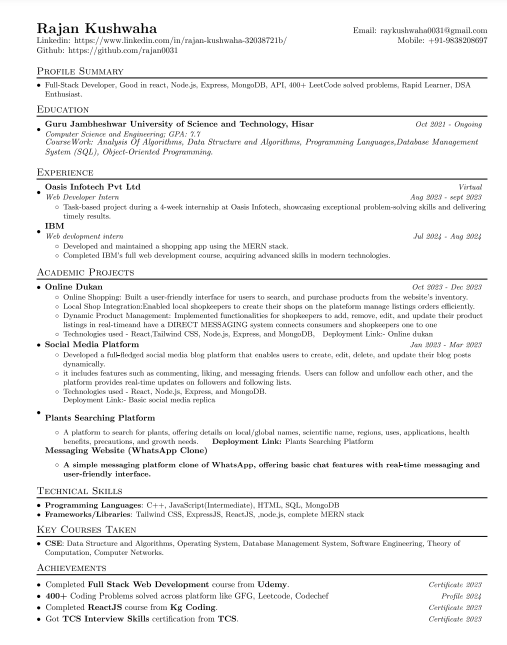 Rajan Kushwaha
Email: raykushwaha0031@gmail.com
Linkedin: https://www.linkedin.com/in/rajan-kushwaha-32038721b/
Mobile: +91-9838208697
Github: https://github.com/rajan0031
Profile Summary
• Full-Stack Developer, Good in react, Node.js, Express, MongoDB, API, 400+ LeetCode solved problems, Rapid Learner, DSA
Enthusiast.
Education
• Guru Jambheshwar University of Science and Technology, Hisar Oct 2021 - Ongoing
Computer Science and Engineering; GPA: 7.7
CourseWork: Analysis Of Algorithms, Data Structure and Algorithms, Programming Languages,Database Management
System (SQL), Object-Oriented Programming.
Experience
• Oasis Infotech Pvt Ltd Virtual
Web Developer Intern Aug 2023 - sept 2023
○ Task-based project during a 4-week internship at Oasis Infotech, showcasing exceptional problem-solving skills and delivering
timely results.
• IBM
Web devlopment intern Jul 2024 - Aug 2024
○ Developed and maintained a shopping app using the MERN stack.
○ Completed IBM's full web development course, acquiring advanced skills in modern technologies.
Academic Projects
• Online Dukan Oct 2023 - Dec 2023
○ Online Shopping: Built a user-friendly interface for users to search, and purchase products from the website's inventory.
○ Local Shop Integration:Enabled local shopkeepers to create their shops on the plateform manage listings orders efficiently.
○ Dynamic Product Management: Implemented functionalities for shopkeepers to add, remove, edit, and update their product
listings in real-timeand have a DIRECT MESSAGING system connects consumers and shopkeepers one to one
○ Technologies used - React,Tailwind CSS, Node.js, Express, and MongoDB, Deployment Link:- Online dukan
• Social Media Platform Jan 2023 - Mar 2023
○ Developed a full-fledged social media blog platform that enables users to create, edit, delete, and update their blog posts
dynamically.
○ it includes features such as commenting, liking, and messaging friends. Users can follow and unfollow each other, and the
platform provides real-time updates on followers and following lists.
○ Technologies used - React, Node.js, Express, and MongoDB.
Deployment Link:- Basic social media replica
•
Plants Searching Platform
○ A platform to search for plants, offering details on local/global names, scientific name, regions, uses, applications, health
benefits, precautions, and growth needs. Deployment Link: Plants Searching Platform
Messaging Website (WhatsApp Clone)
○ A simple messaging platform clone of WhatsApp, offering basic chat features with real-time messaging and
user-friendly interface.
Technical Skills
• Programming Languages: C++, JavaScript(Intermediate), HTML, SQL, MongoDB
• Frameworks/Libraries: Tailwind CSS, ExpressJS, ReactJS, ,node.js, complete MERN stack
Key Courses Taken
• CSE: Data Structure and Algorithms, Operating System, Database Management System, Software Engineering, Theory of
Computation, Computer Networks.
Achievements
• Completed Full Stack Web Development course from Udemy. Certificate 2023
• 400+ Coding Problems solved across platform like GFG, Leetcode, Codechef Profile 2024
• Completed ReactJS course from Kg Coding. Certificate 2023
• Got TCS Interview Skills certification from TCS. Certificate 2023